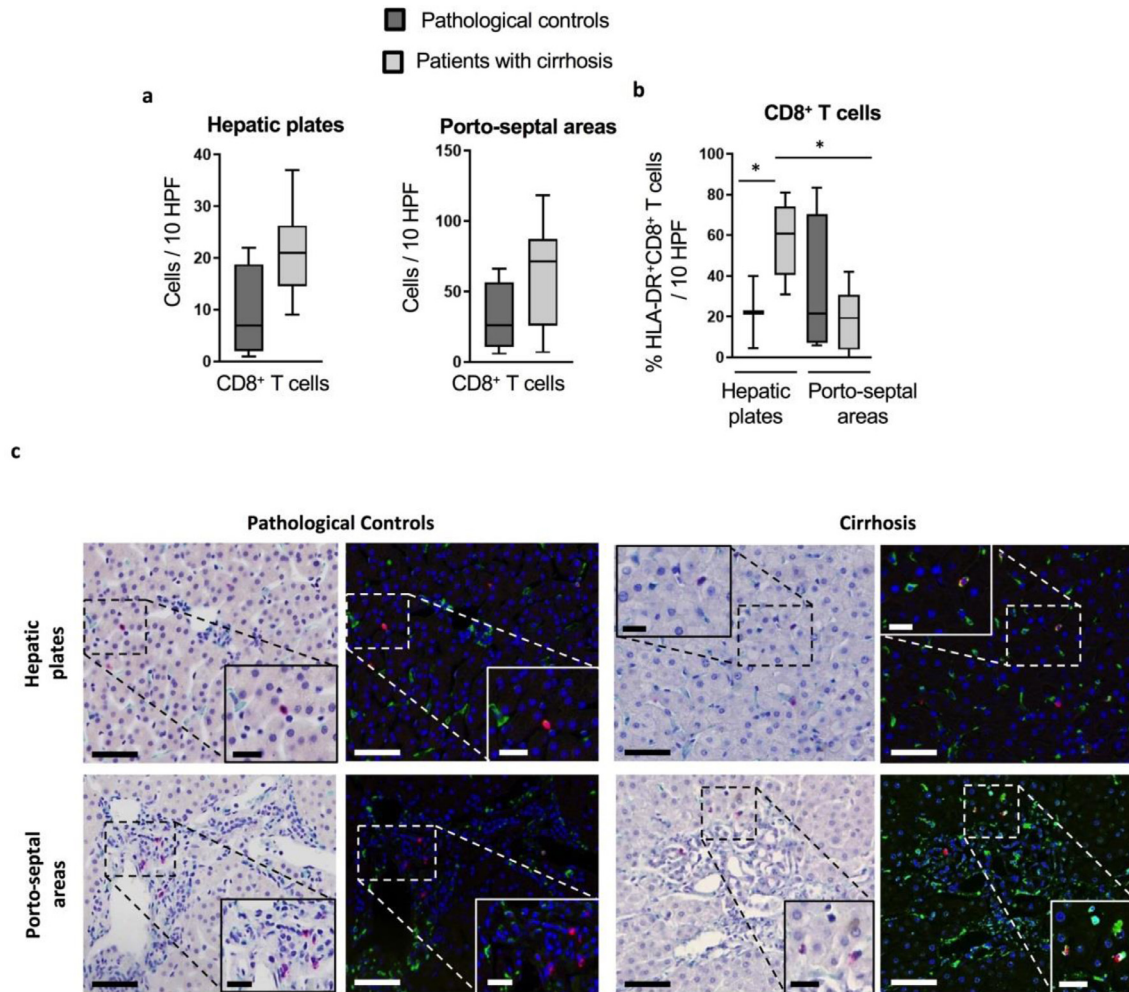 Pathological controls
Patients with cirrhosis
a
Hepatic plates
Cells / 10 HPF
40
30
20
10
0
CD8⁺ T cells
Porto-septal areas
Cells / 10 HPF
150
100
50
0
CD8⁺ T cells
b
CD8⁺ T cells
% HLA-DR⁺CD8⁺ T cells
/ 10 HPF
100
80
60
40
20
0
*
*
Hepatic
plates
Porto-septal
areas
c
Pathological Controls
Cirrhosis
Hepatic
plates
Porto-septal
areas